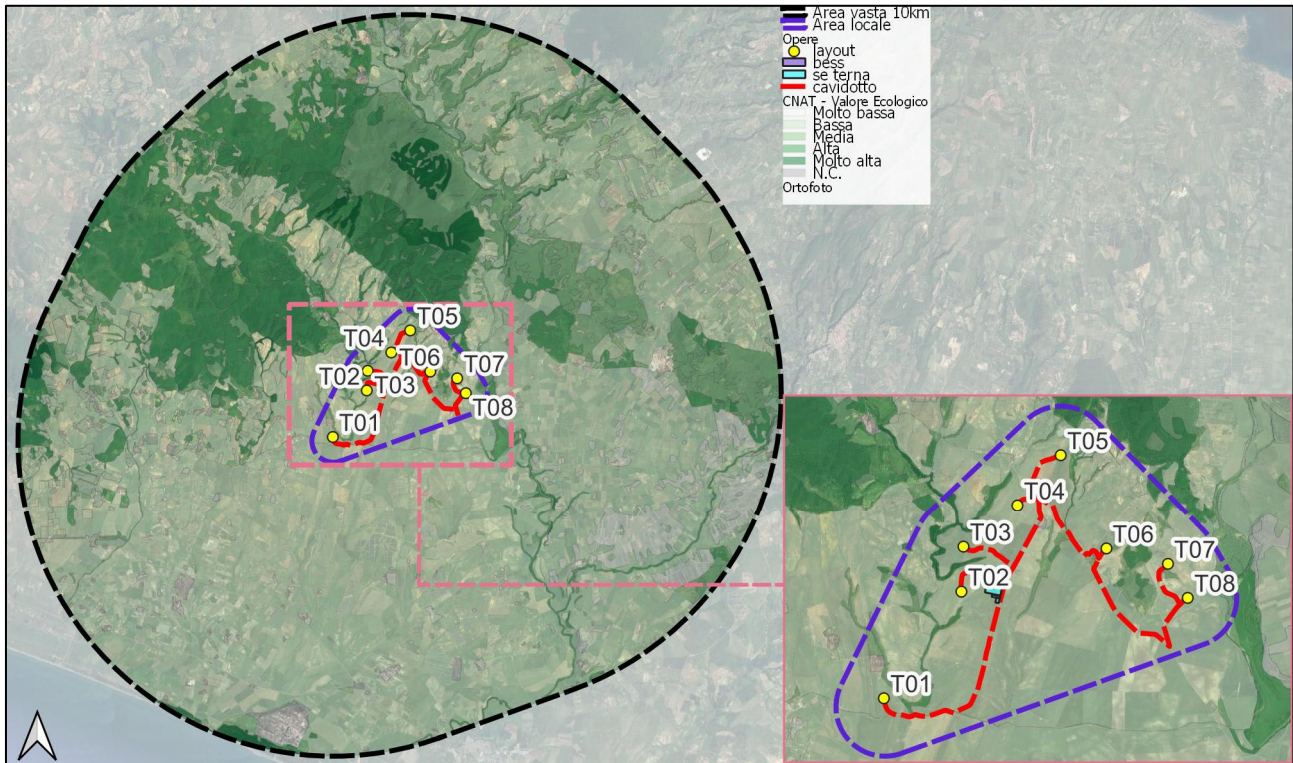 Area vasta 10km
Area locale
Opere
layout
bess
se terna
cavidotto
CNAT - Valore Ecologico
Molto bassa
Bassa
Media
Alta
Molto alta
N.C.
Ortofoto
T05
T04
T06
T07
T02
T03
T08
T01
T05
T04
T03
T06
T07
T02
T08
T01